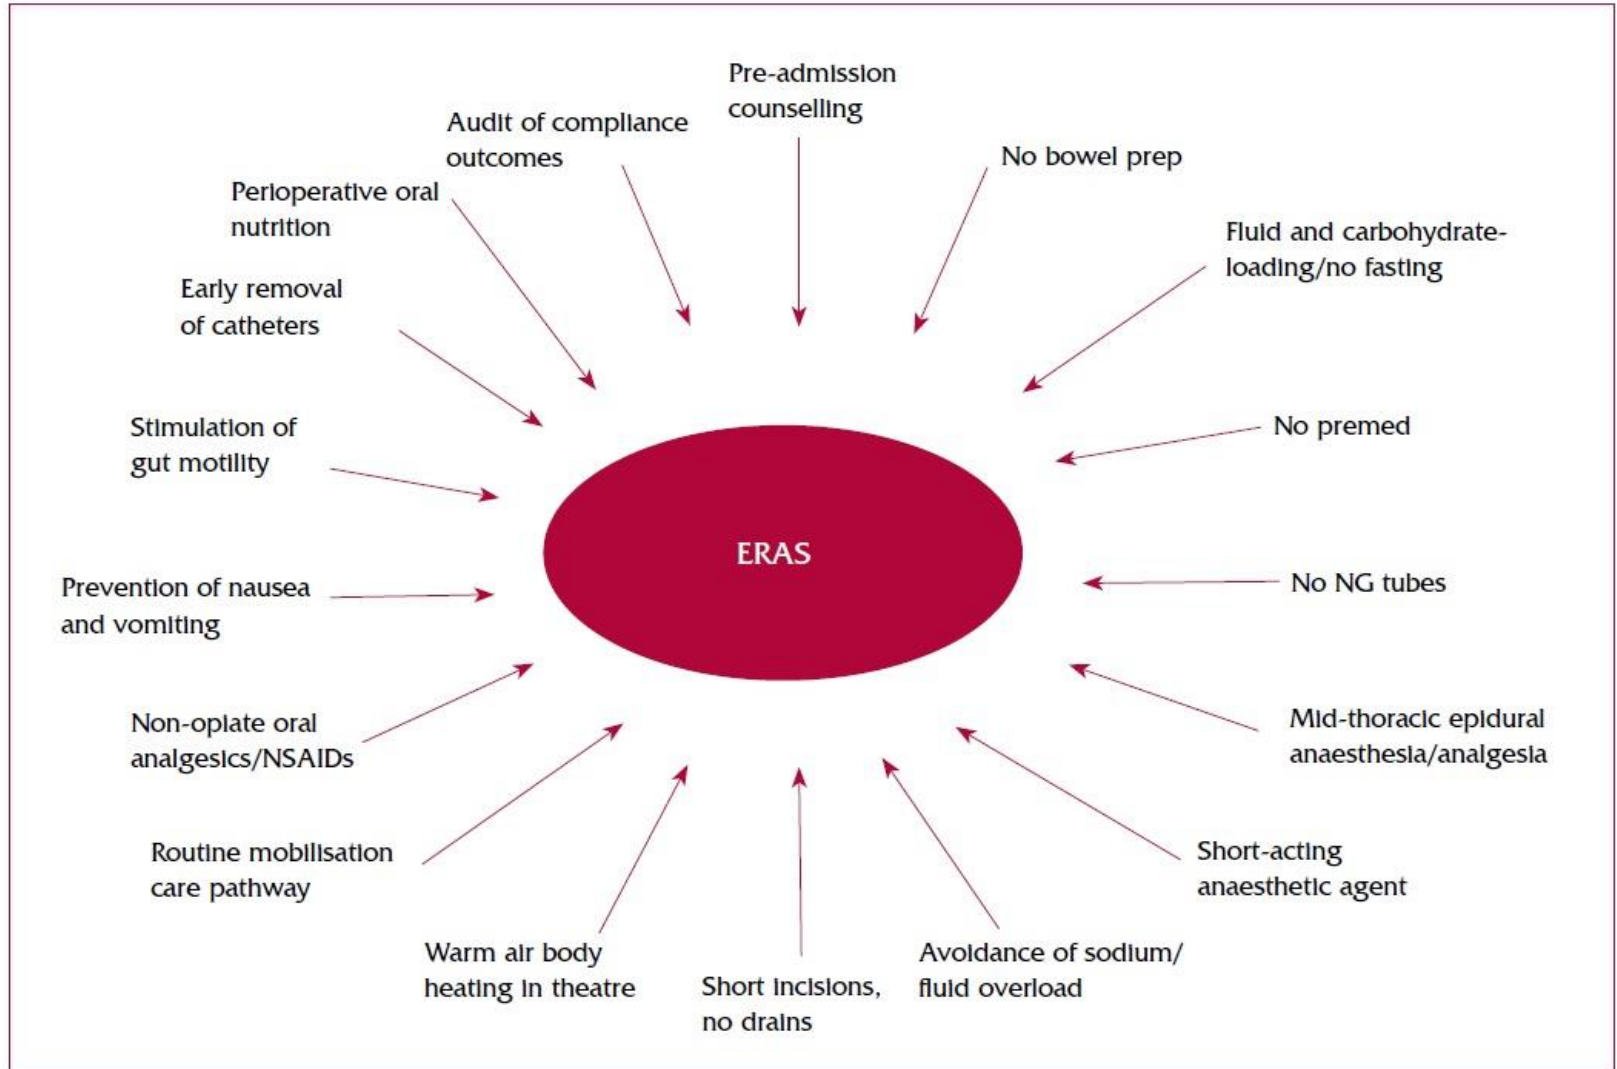 Pre-admission
counselling
No bowel prep
Fluid and carbohydrate-
loading/no fasting
No premed
No NG tubes
Mid-thoracic epidural
anaesthesia/analgesia
Short-acting
anaesthetic agent
Avoidance of sodium/
fluid overload
Short incisions,
no drains
Warm air body
heating in theatre
Routine mobilisation
care pathway
Non-opiate oral
analgesics/NSAIDs
Prevention of nausea
and vomiting
Stimulation of
gut motility
Early removal
of catheters
Perioperative oral
nutrition
Audit of compliance
outcomes
ERAS